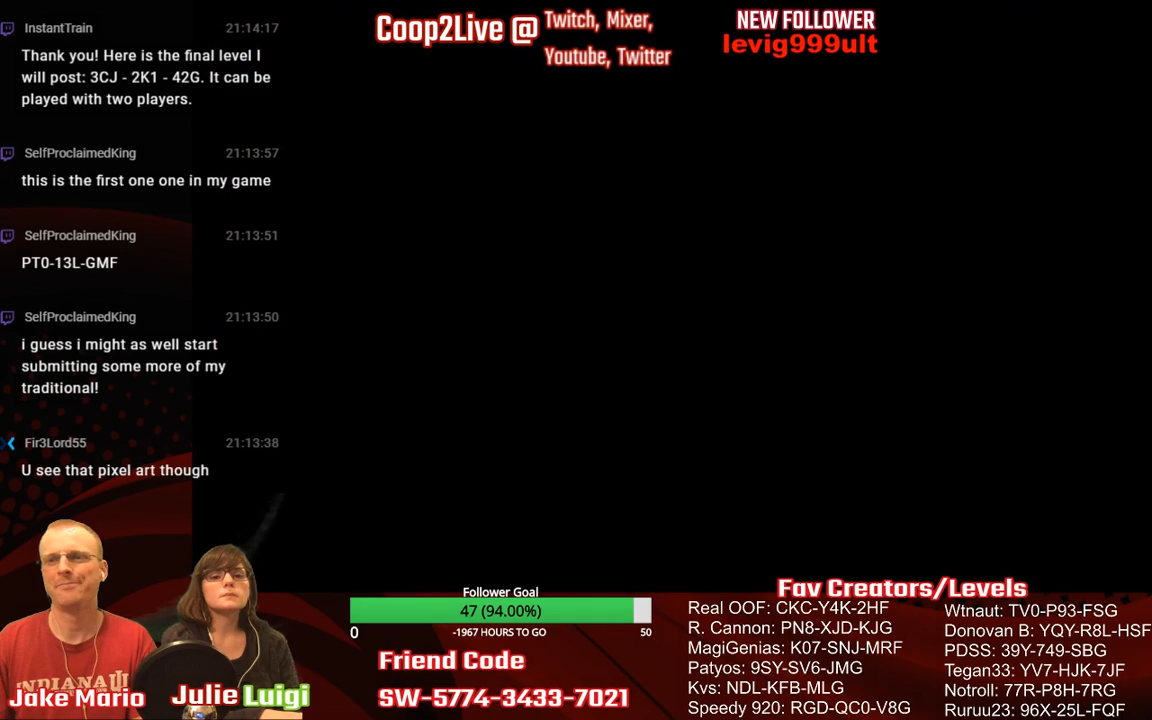 InstantTrain 21:14:17
Thank you! Here is the final level I
will post: 3CJ - 2K1 - 42G. It can be
played with two players.
SelfProclaimedKing 21:13:57
this is the first one one in my game
SelfProclaimedKing 21:13:51
PT0-13L-GMF
SelfProclaimedKing 21:13:50
i guess i might as well start
submitting some more of my
traditional!
Fir3Lord55 21:13:38
U see that pixel art though
Coop2Live @ Twitch, Mixer,
Youtube, Twitter
NEW FOLLOWER
levig999ult
INDIANA
Jake Mario
Julie Luigi
Follower Goal
47 (94.00%)
0 -1967 HOURS TO GO 50
Friend Code
SW-5774-3433-7021
Fav Creators/Levels
Real OOF: CKC-Y4K-2HF
R. Cannon: PN8-XJD-KJG
MagiGenias: K07-SNJ-MRF
Patyos: 9SY-SV6-JMG
Kvs: NDL-KFB-MLG
Speedy 920: RGD-QC0-V8G
Wtnaut: TV0-P93-FSG
Donovan B: YQY-R8L-HSF
PDSS: 39Y-749-SBG
Tegan33: YV7-HJK-7JF
Notroll: 77R-P8H-7RG
Ruruu23: 96X-25L-FQF